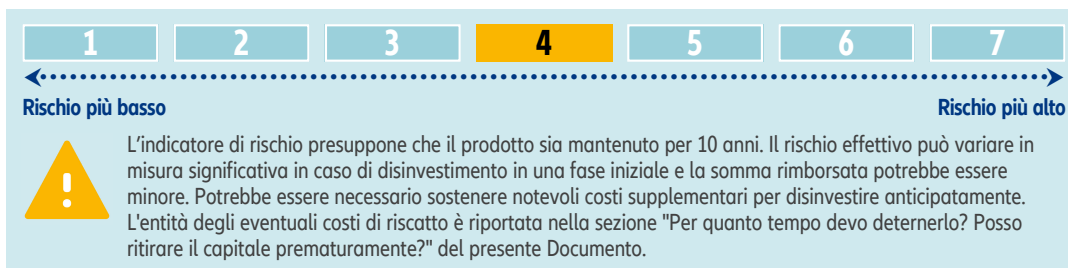 1 2 3 4 5 6 7
Rischio più basso Rischio più alto
L'indicatore di rischio presuppone che il prodotto sia mantenuto per 10 anni. Il rischio effettivo può variare in
misura significativa in caso di disinvestimento in una fase iniziale e la somma rimborsata potrebbe essere
minore. Potrebbe essere necessario sostenere notevoli costi supplementari per disinvestire anticipatamente.
L'entità degli eventuali costi di riscatto è riportata nella sezione "Per quanto tempo devo deternerlo? Posso
ritirare il capitale prematuramente?" del presente Documento.